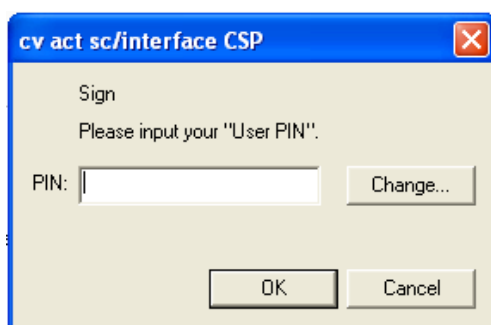 cv act sc/interface CSP
Sign
Please input your "User PIN".
PIN:
Change...
OK
Cancel